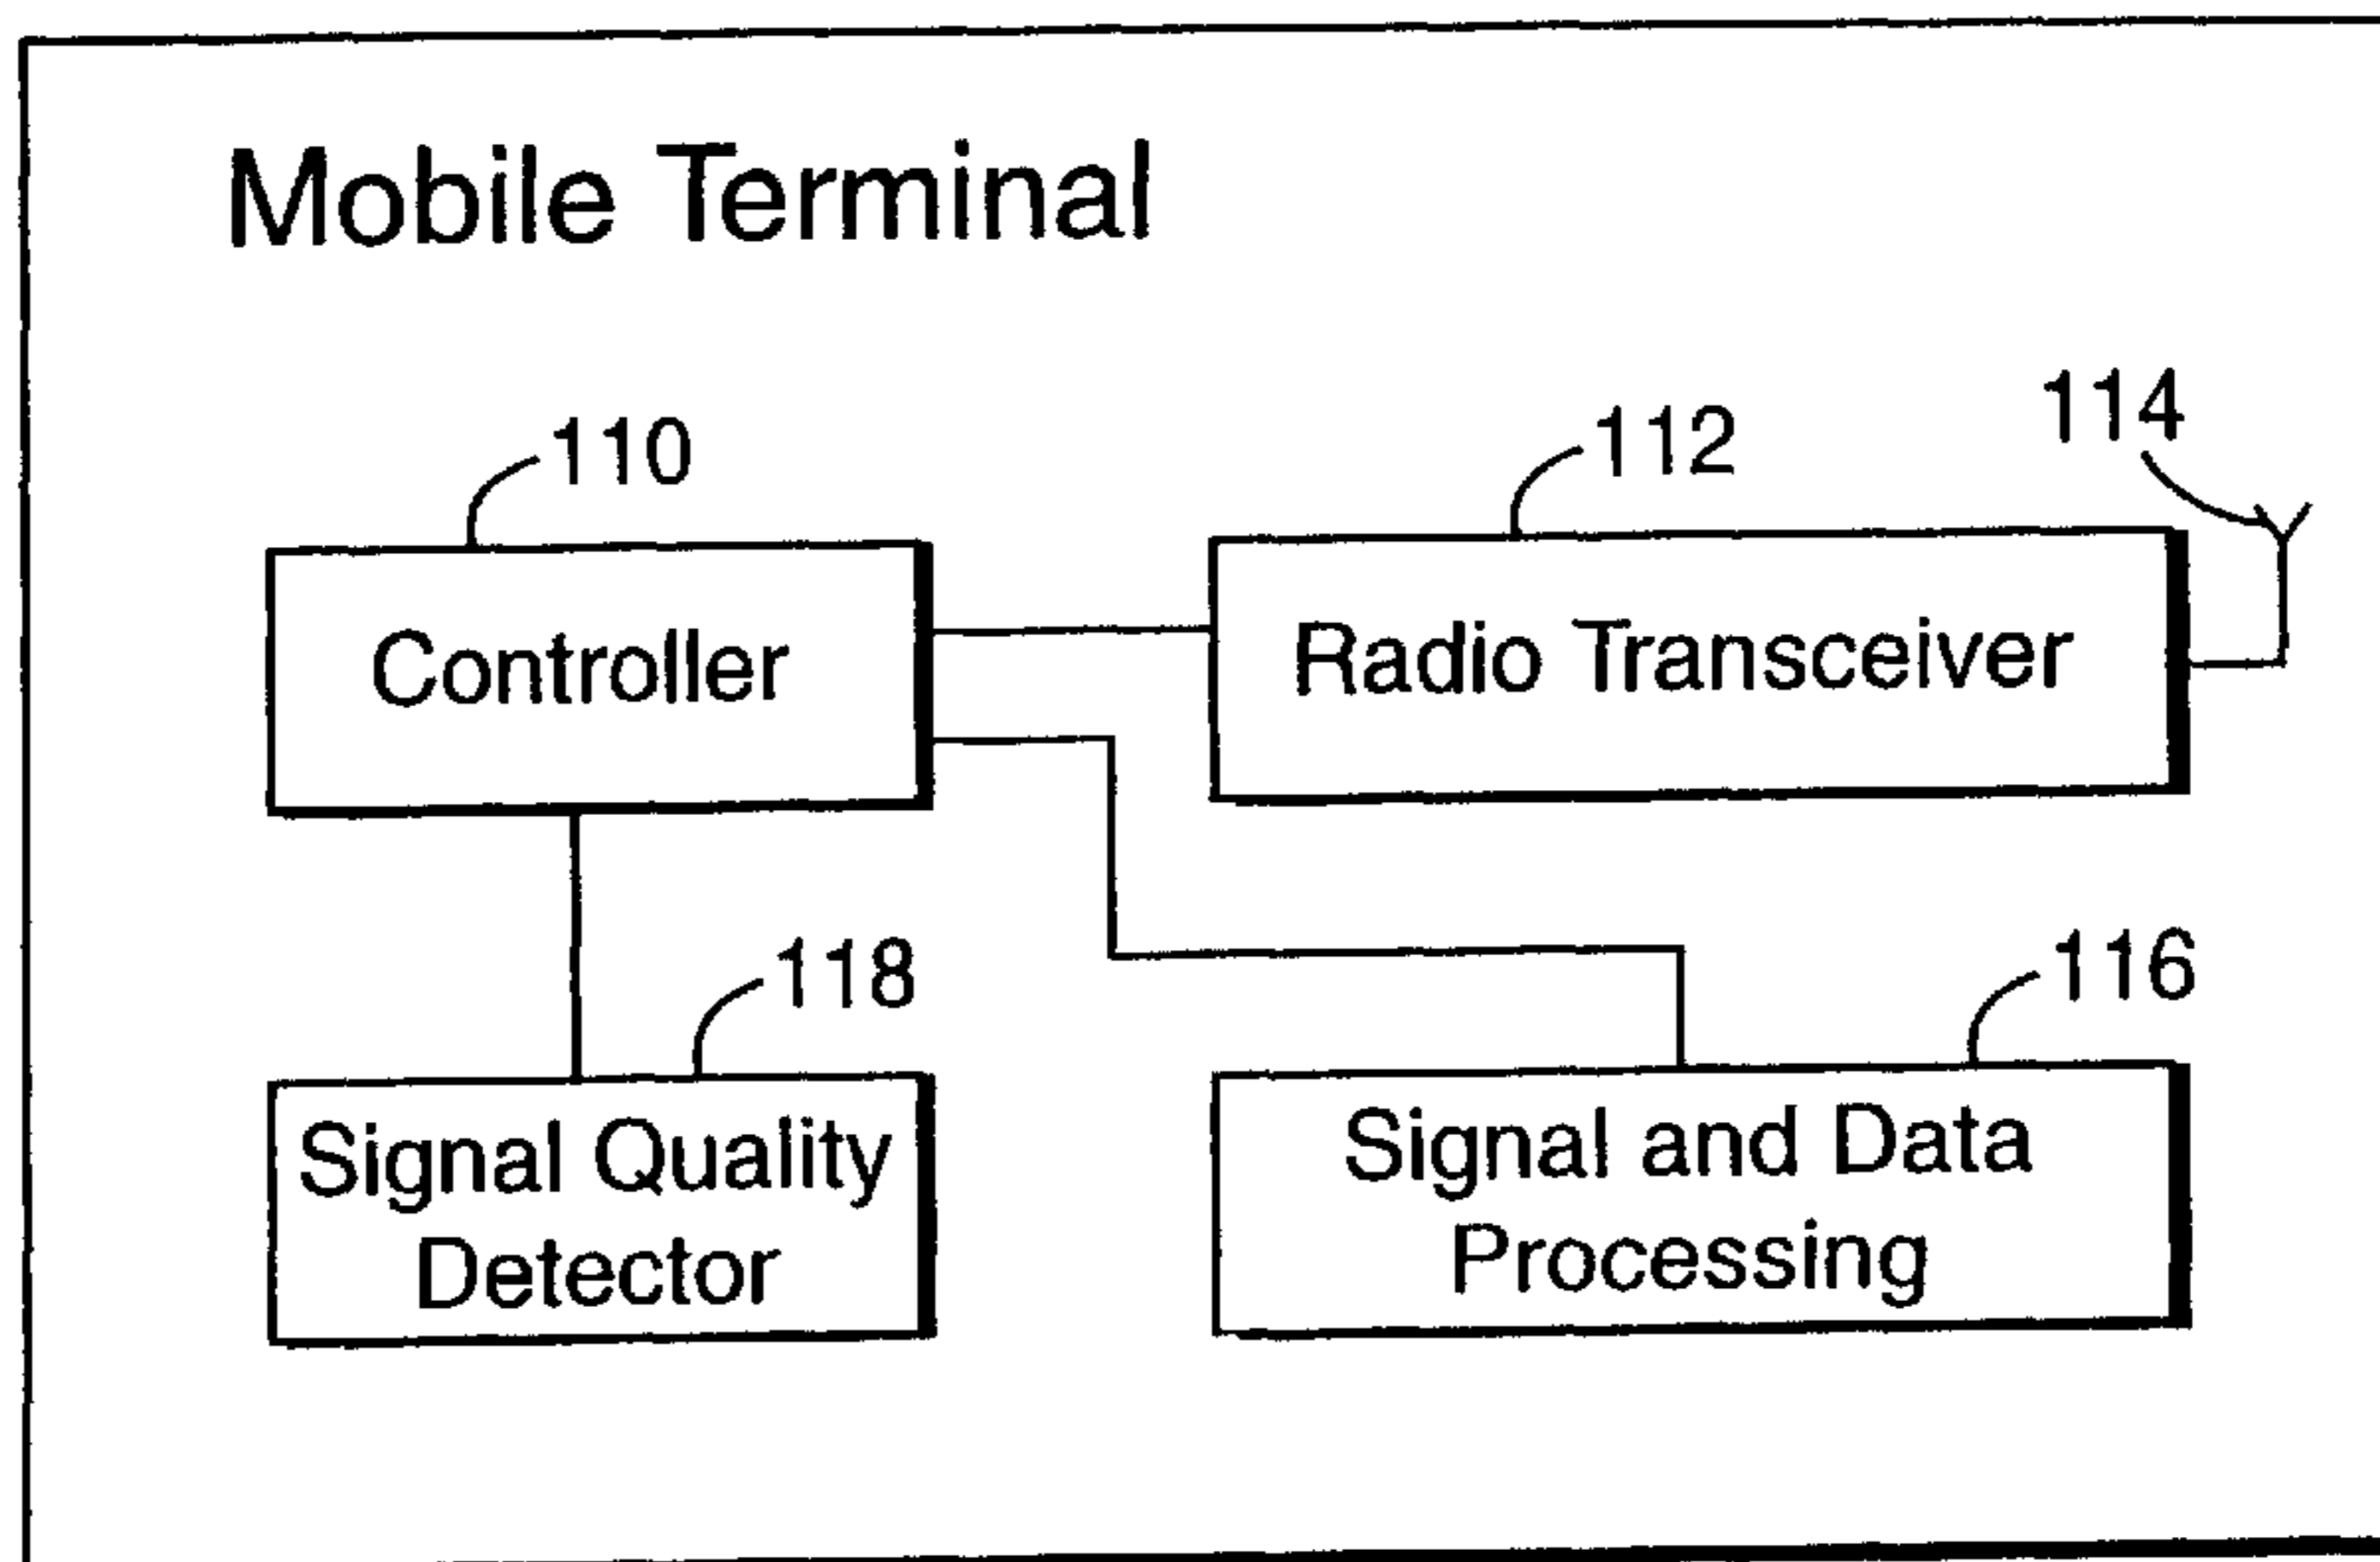 Mobile Terminal
110
112
114
Controller
Radio Transceiver
118
116
Signal Quality
Detector
Signal and Data
Processing